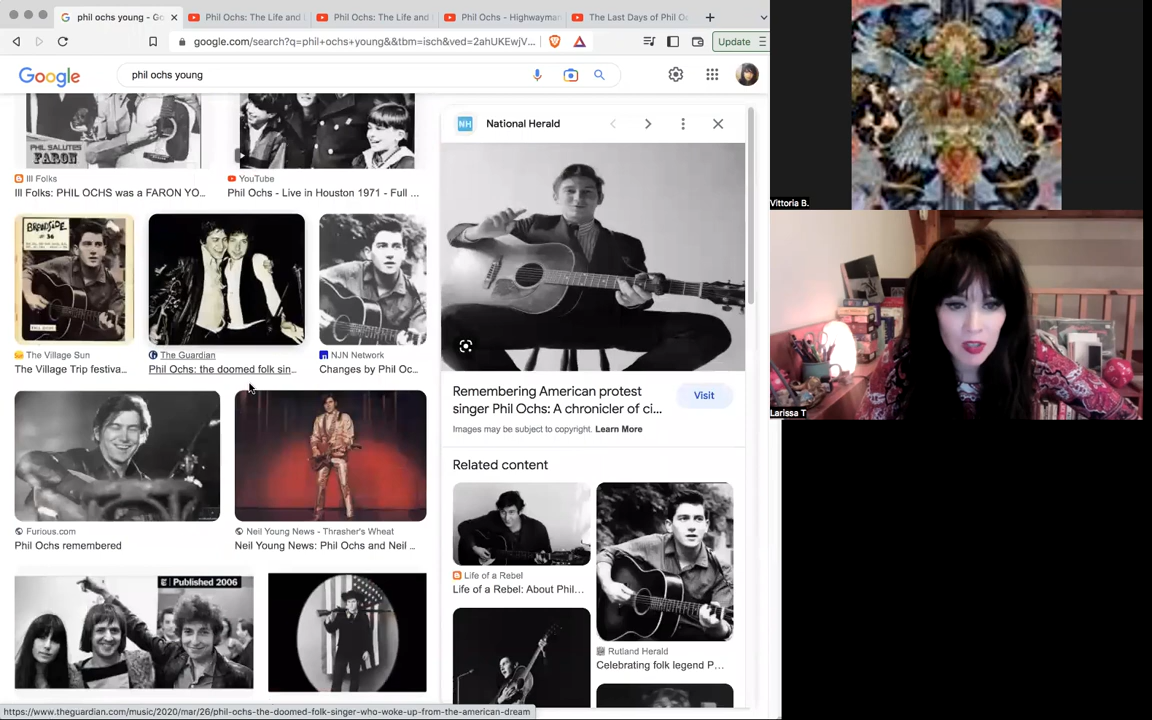 phil ochs young - Go
Phil Ochs: The Life and
Phil Ochs: The Life and
Phil Ochs - Highwayman
The Last Days of Phil Oc
google.com/search?q=phil+ochs+young&&tbm=isch&ved=2ahUKEwjV...
Update
Google
phil ochs young
PHIL SALUTES
FARON
Ill Folks
Ill Folks: PHIL OCHS was a FARON YO...
YouTube
Phil Ochs - Live in Houston 1971 - Full ...
The Village Sun
The Village Trip festiva...
The Guardian
Phil Ochs: the doomed folk sin...
NJN Network
Changes by Phil Oc...
Furious.com
Phil Ochs remembered
Neil Young News - Thrasher's Wheat
Neil Young News: Phil Ochs and Neil ...
Published 2006
NH
National Herald
Remembering American protest
singer Phil Ochs: A chronicler of ci...
Visit
Images may be subject to copyright. Learn More
Related content
Life of a Rebel
Life of a Rebel: About Phil...
Rutland Herald
Celebrating folk legend P...
Vittoria B.
Larissa T
https://www.theguardian.com/music/2020/mar/26/phil-ochs-the-doomed-folk-singer-who-woke-up-from-the-american-dream